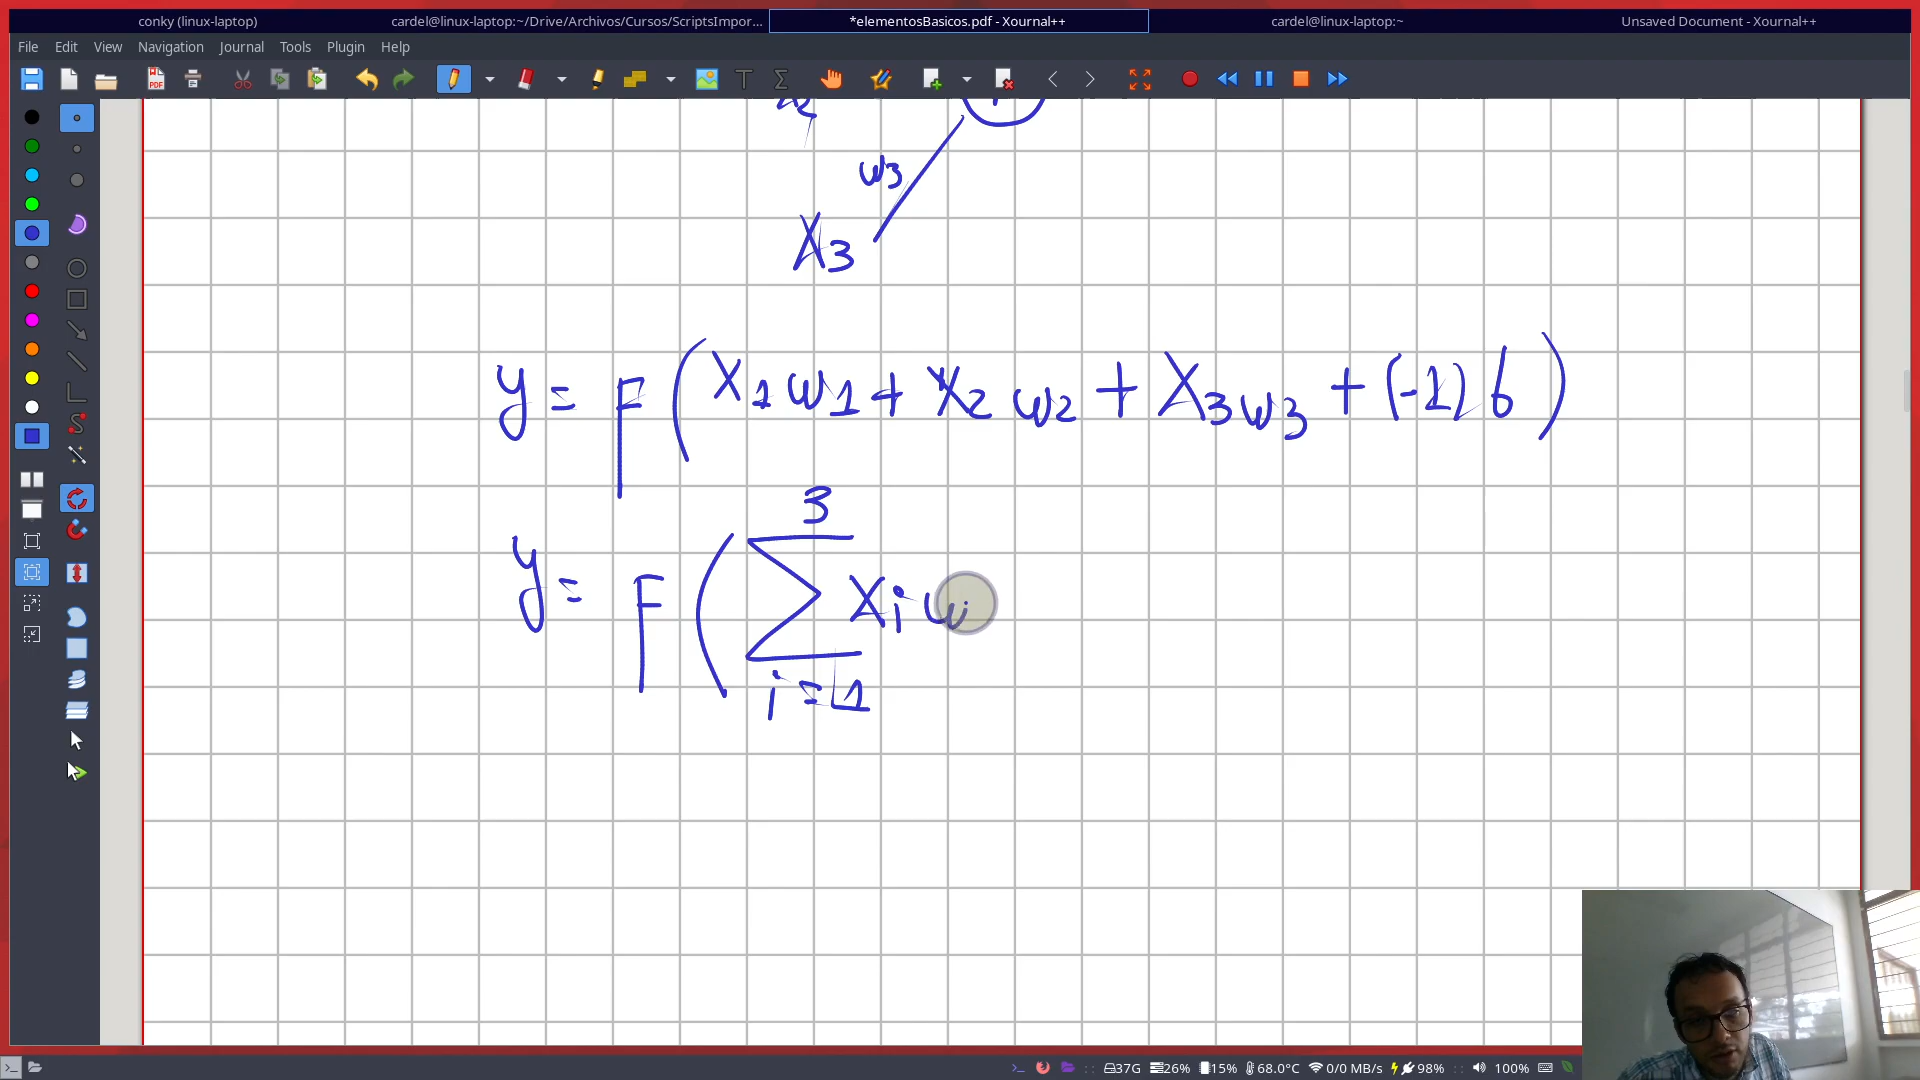 conky (linux-laptop) cardel@linux-laptop:~/Drive/Archivos/Cursos/ScriptsImpor... *elementosBasicos.pdf - Xournal++ cardel@linux-laptop:~ Unsaved Document - Xournal++
File Edit View Navigation Journal Tools Plugin Help
w3
X3
y = F (X1 w1 + X2 w2 + X3 w3 + (-1) b)
3
y = F ( ∑ Xi w
i = 1
37G 26% 15% 68.0°C 0/0 MB/s 98% 100%